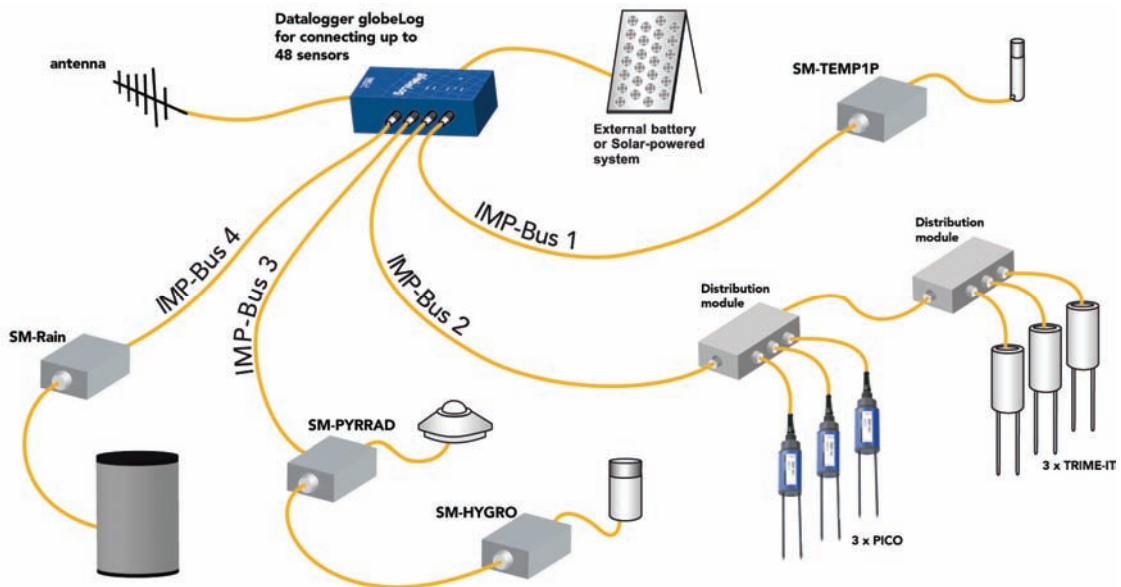 Datalogger globeLog
for connecting up to
48 sensors
antenna
globeLog
External battery
or Solar-powered
system
SM-TEMP1P
IMP-Bus 1
IMP-Bus 2
IMP-Bus 3
IMP-Bus 4
Distribution
module
Distribution
module
SM-Rain
SM-PYRRAD
SM-HYGRO
3 x PICO
3 x TRIME-IT